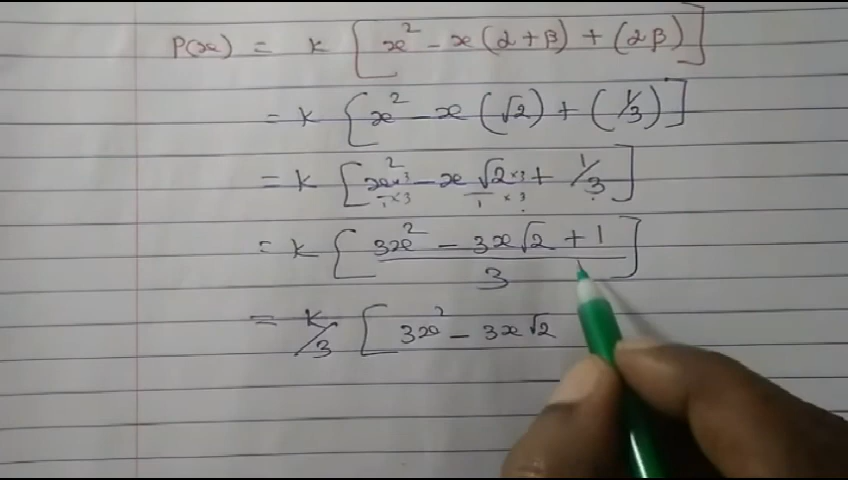 P(x) = k [x² - x(α+β) + (αβ)]
= k [x² - x(√2) + (1/3)]
= k [x²×3/1×3 - x√2×3/1×3 + 1/3]
= k [3x² - 3x√2 + 1 / 3]
= k/3 [3x² - 3x√2